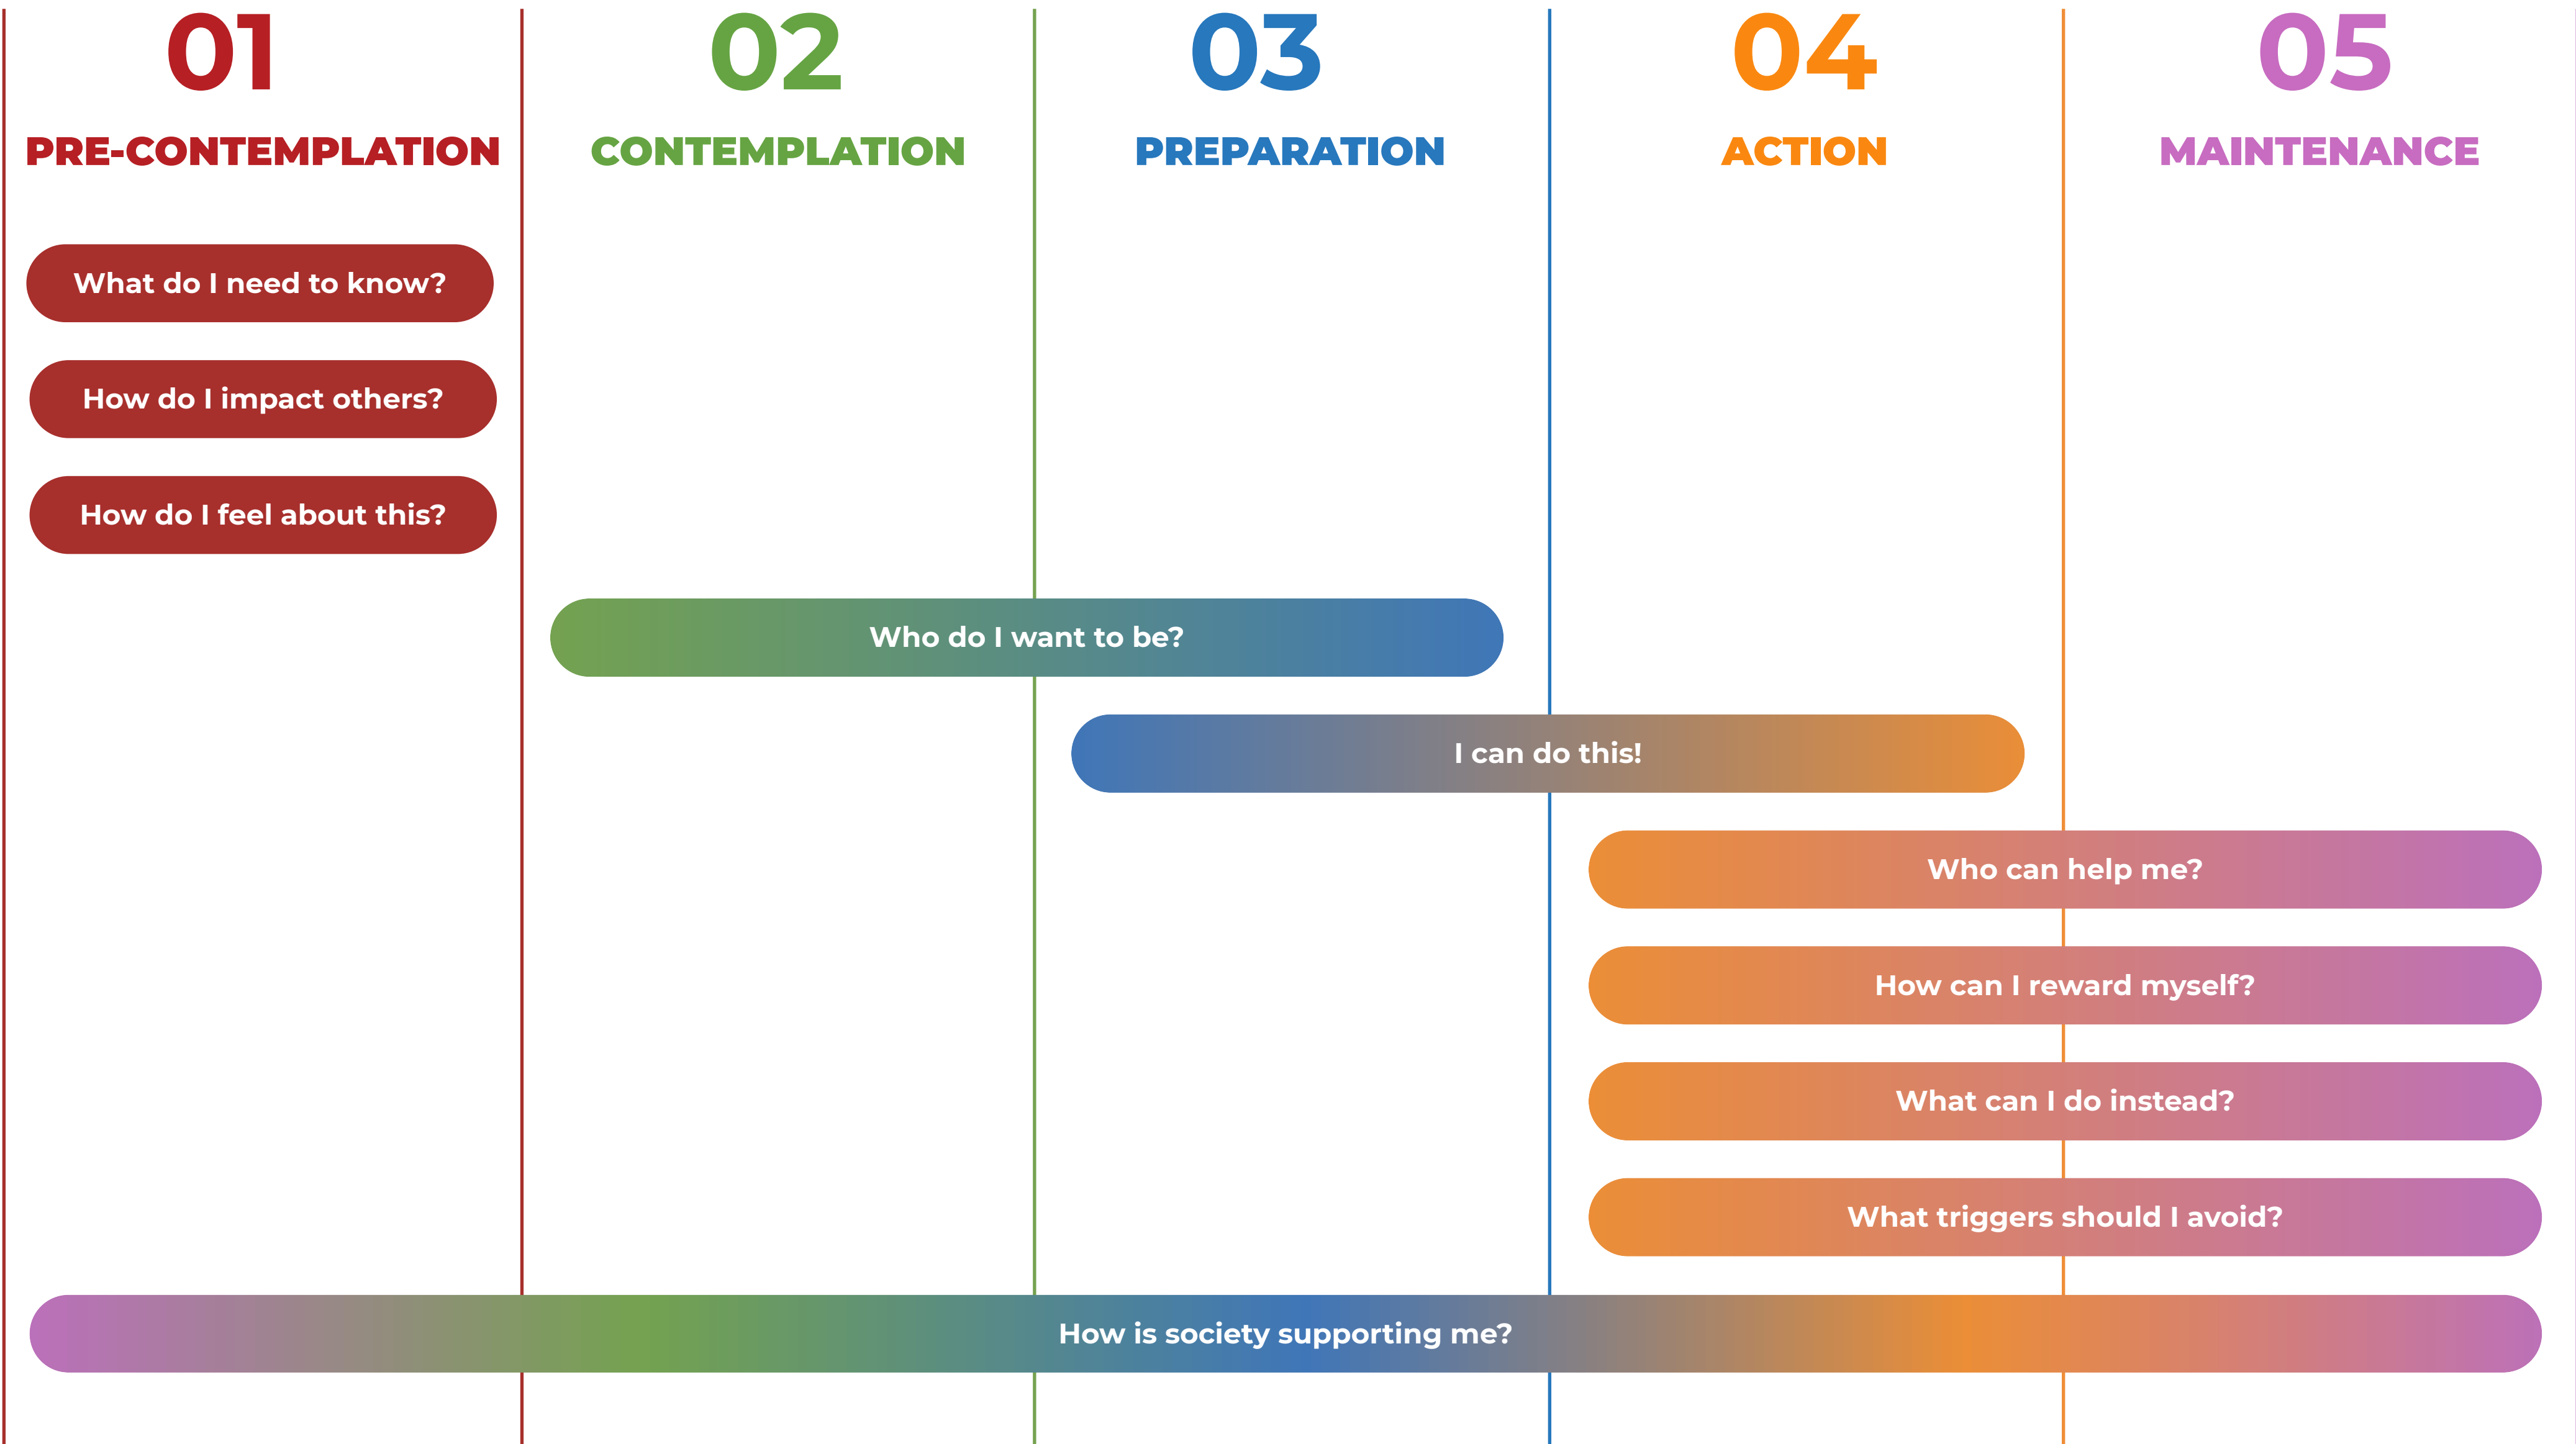 01
02
03
04
05
PRE-CONTEMPLATION
CONTEMPLATION
PREPARATION
ACTION
MAINTENANCE
What do I need to know?
How do I impact others?
How do I feel about this?
Who do I want to be?
I can do this!
Who can help me?
How can I reward myself?
What can I do instead?
What triggers should I avoid?
How is society supporting me?